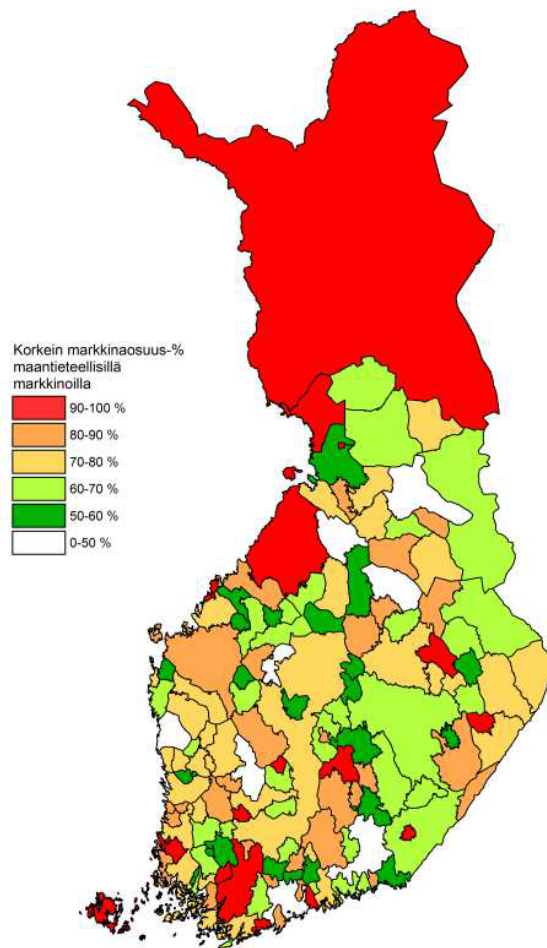 Korkein markkinaosuus-%
maantieteellisillä
markkinoilla
90-100 %
80-90 %
70-80 %
60-70 %
50-60 %
0-50 %